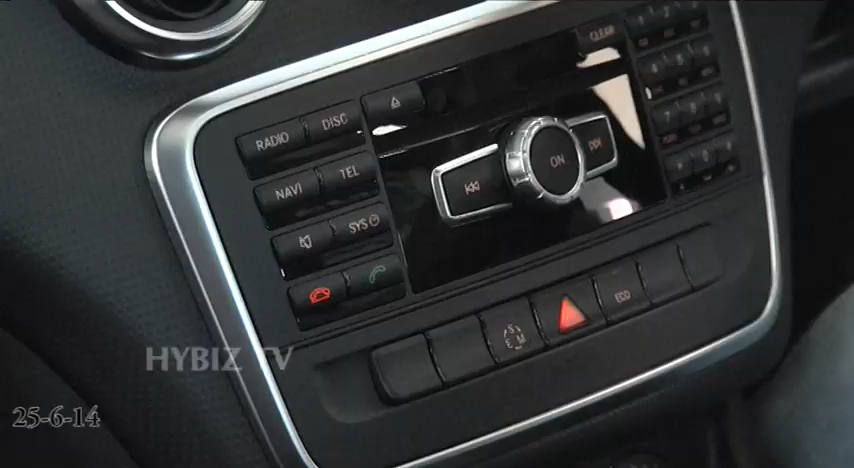 CLEAR
RADIO DISC
NAVI TEL
ON
SYS
S
E M
ECO
HYBIZ TV
25-6-14